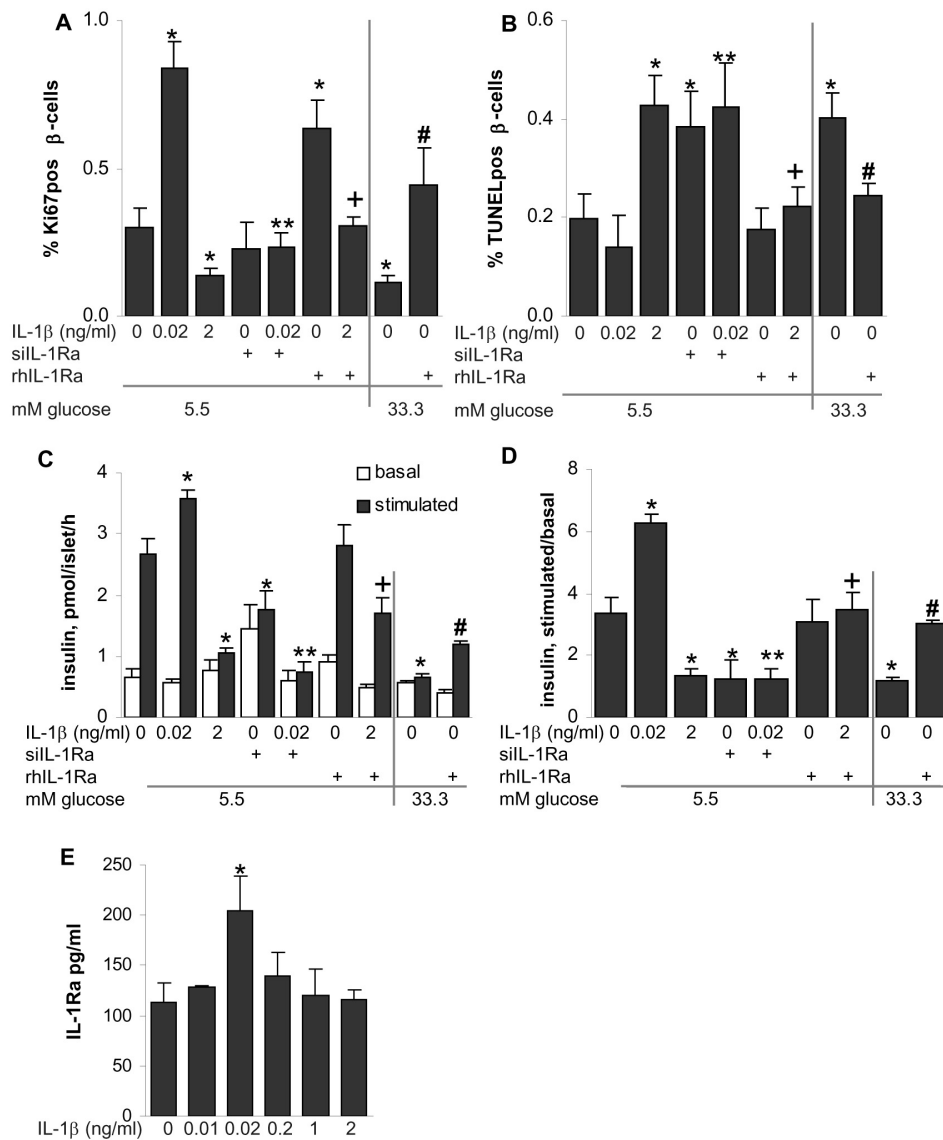 A
% Ki67pos β-cells
1.0
0.5
0.0
* * ** * + * #
IL-1β (ng/ml) 0 0.02 2 0 0.02 0 2 0 0
siIL-1Ra + +
rhIL-1Ra + + +
mM glucose 5.5 33.3
B
% TUNELpos β-cells
0.6
0.4
0.2
0.0
* * ** + * #
IL-1β (ng/ml) 0 0.02 2 0 0.02 0 2 0 0
siIL-1Ra + +
rhIL-1Ra + + +
mM glucose 5.5 33.3
C
insulin, pmol/islet/h
4
3
2
1
0
basal
stimulated
* * * ** + * #
IL-1β (ng/ml) 0 0.02 2 0 0.02 0 2 0 0
siIL-1Ra + +
rhIL-1Ra + + +
mM glucose 5.5 33.3
D
insulin, stimulated/basal
8
6
4
2
0
* * * ** + * #
IL-1β (ng/ml) 0 0.02 2 0 0.02 0 2 0 0
siIL-1Ra + +
rhIL-1Ra + + +
mM glucose 5.5 33.3
E
IL-1Ra pg/ml
250
200
150
100
50
0
*
IL-1β (ng/ml) 0 0.01 0.02 0.2 1 2